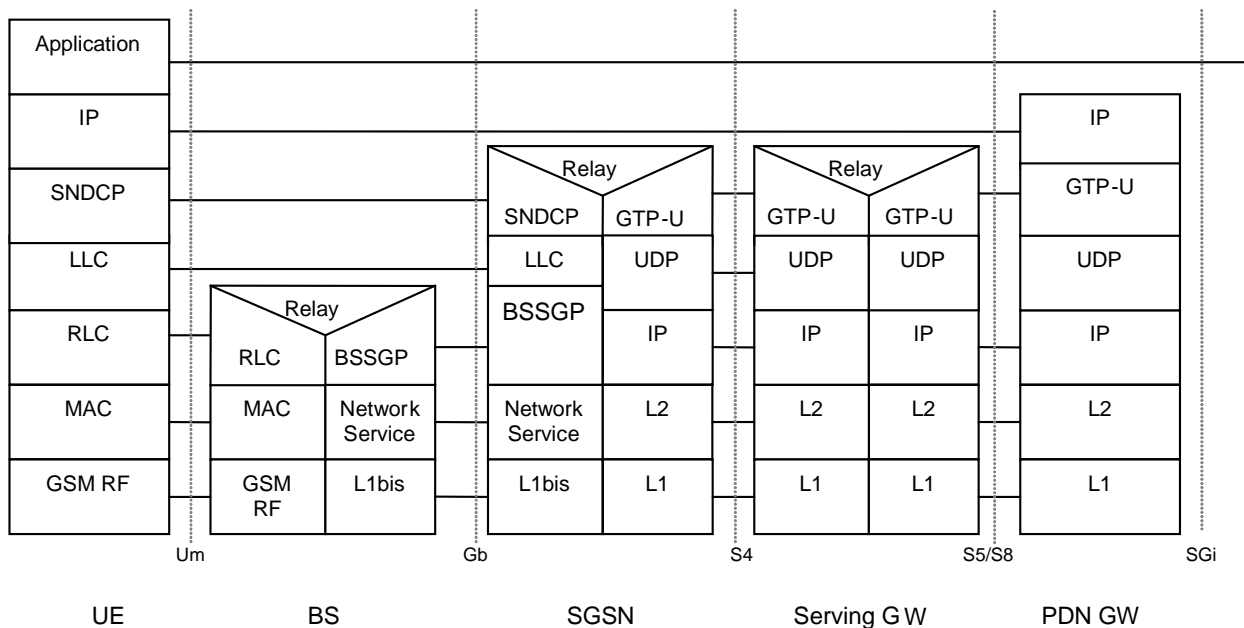 Application
IP
IP
Relay
Relay
SNDCP
GTP-U
SNDCP
GTP-U
GTP-U
GTP-U
LLC
LLC
UDP
UDP
UDP
UDP
Relay
BSSGP
RLC
IP
IP
IP
IP
RLC
BSSGP
MAC
MAC
Network
Service
Network
Service
L2
L2
L2
L2
GSM RF
GSM
RF
L1bis
L1bis
L1
L1
L1
L1
Um
Gb
S4
S5/S8
SGi
UE
BS
SGSN
Serving GW
PDN GW